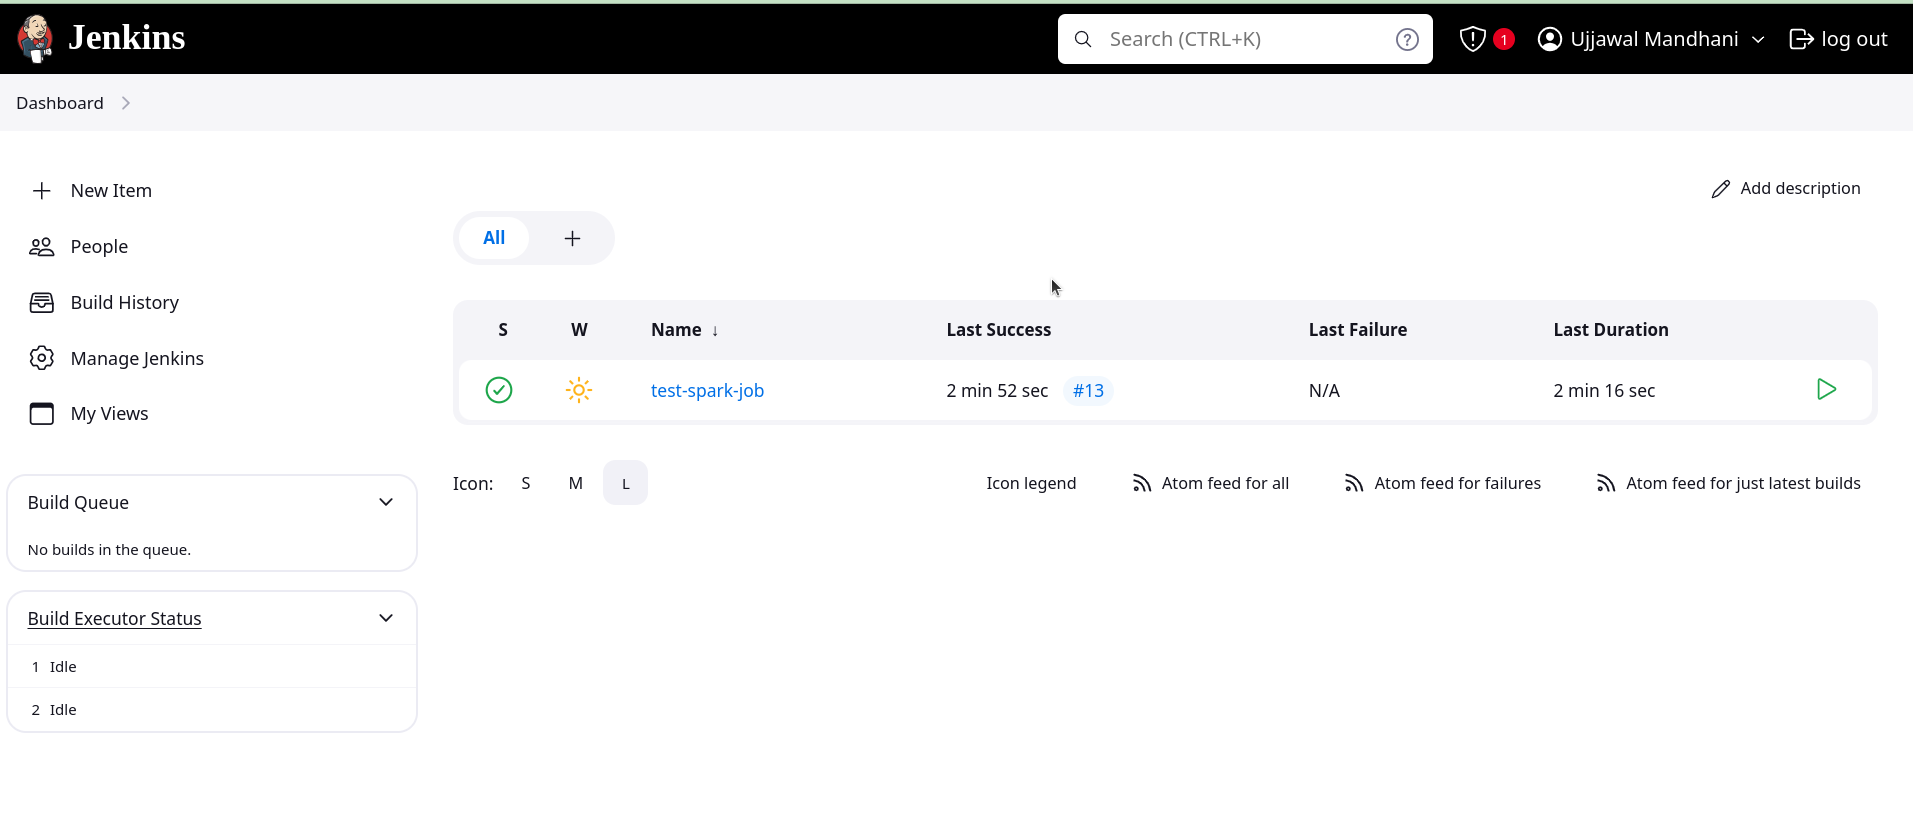 Jenkins
Search (CTRL+K)
1
Ujjawal Mandhani
log out
Dashboard
New Item
People
Build History
Manage Jenkins
My Views
Build Queue
No builds in the queue.
Build Executor Status
1 Idle
2 Idle
Add description
All
S W Name ↓ Last Success Last Failure Last Duration
test-spark-job 2 min 52 sec #13 N/A 2 min 16 sec
Icon: S M L
Icon legend Atom feed for all Atom feed for failures Atom feed for just latest builds